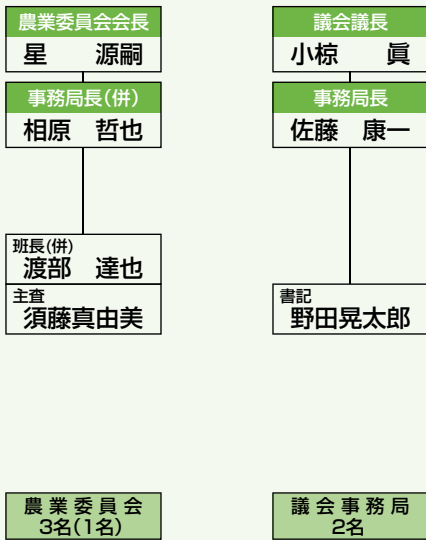 農業委員会会長
星　源嗣
事務局長(併)
相原　哲也
班長(併)
渡部　達也
主査
須藤真由美
農業委員会
3名(1名)
議会議長
小椋　眞
事務局長
佐藤　康一
書記
野田晃太郎
議会事務局
2名